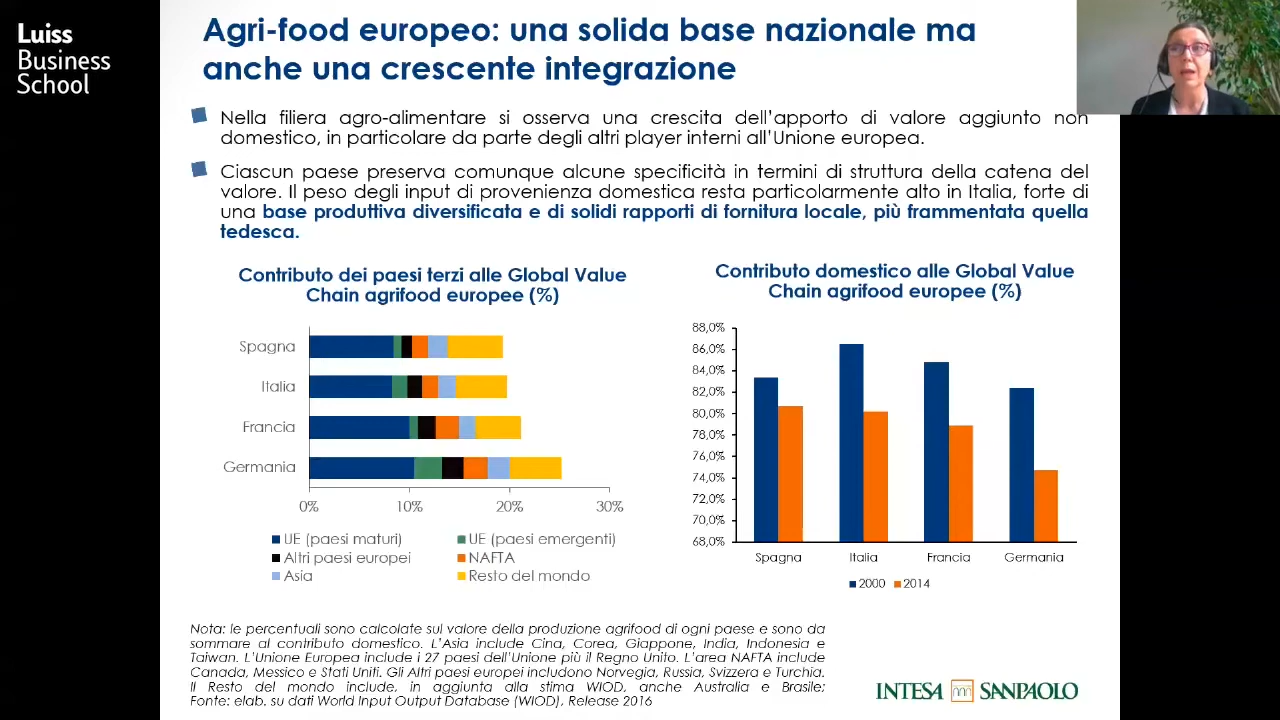 Luiss
Business
School
Agri-food europeo: una solida base nazionale ma
anche una crescente integrazione
Nella filiera agro-alimentare si osserva una crescita dell’apporto di valore aggiunto non
domestico, in particolare da parte degli altri player interni all’Unione europea.
Ciascun paese preserva comunque alcune specificità in termini di struttura della catena del
valore. Il peso degli input di provenienza domestica resta particolarmente alto in Italia, forte di
una base produttiva diversificata e di solidi rapporti di fornitura locale, più frammentata quella
tedesca.
Contributo dei paesi terzi alle Global Value
Chain agrifood europee (%)
Spagna
Italia
Francia
Germania
0% 10% 20% 30%
UE (paesi maturi) UE (paesi emergenti)
Altri paesi europei NAFTA
Asia Resto del mondo
Contributo domestico alle Global Value
Chain agrifood europee (%)
88,0%
86,0%
84,0%
82,0%
80,0%
78,0%
76,0%
74,0%
72,0%
70,0%
68,0%
Spagna Italia Francia Germania
2000 2014
Nota: le percentuali sono calcolate sul valore della produzione agrifood di ogni paese e sono da
sommare al contributo domestico. L’Asia include Cina, Corea, Giappone, India, Indonesia e
Taiwan. L’Unione Europea include i 27 paesi dell’Unione più il Regno Unito. L’area NAFTA include
Canada, Messico e Stati Uniti. Gli Altri paesi europei includono Norvegia, Russia, Svizzera e Turchia.
Il Resto del mondo include, in aggiunta alla stima WIOD, anche Australia e Brasile;
Fonte: elab. su dati World Input Output Database (WIOD), Release 2016
INTESA SANPAOLO